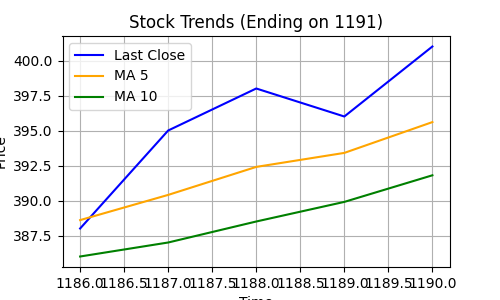 Stock Trends (Ending on 1191)
Last Close
MA 5
MA 10
400.0
397.5
395.0
392.5
390.0
387.5
Price
1186.0 1186.5 1187.0 1187.5 1188.0 1188.5 1189.0 1189.5 1190.0
Time